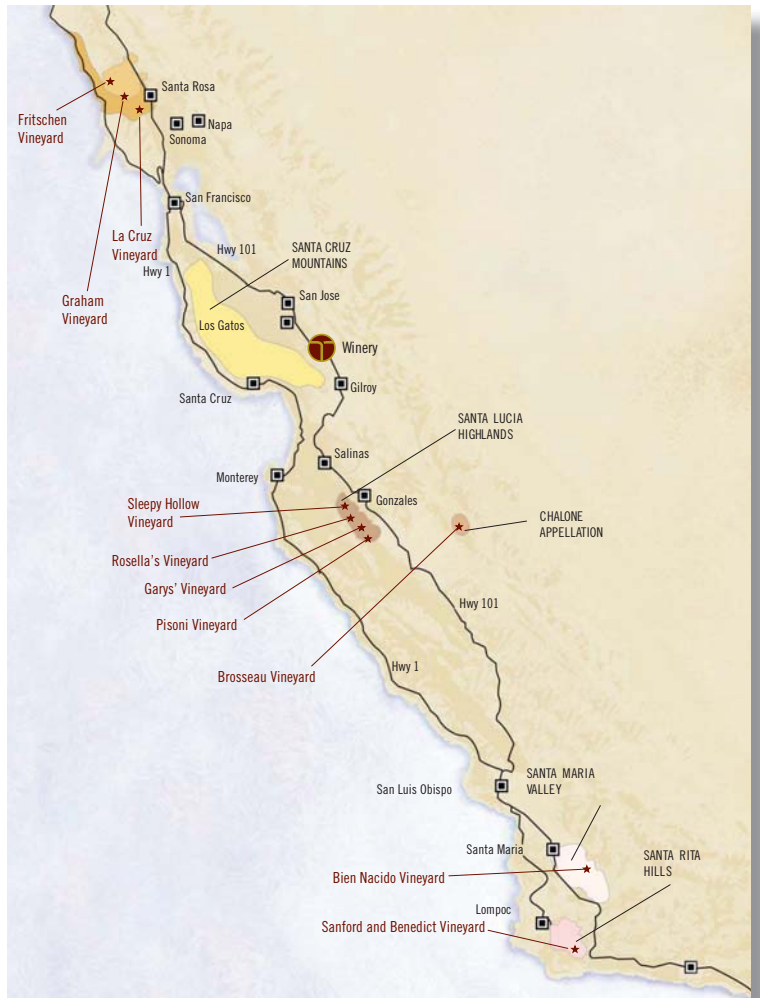 Santa Rosa
Fritschen
Vineyard
Napa
Sonoma
San Francisco
La Cruz
Vineyard
Hwy 101
SANTA CRUZ
MOUNTAINS
Hwy 1
Graham
Vineyard
San Jose
Los Gatos
Winery
Gilroy
Santa Cruz
SANTA LUCIA
HIGHLANDS
Salinas
Monterey
Gonzales
Sleepy Hollow
Vineyard
CHALONE
APPELLATION
Rosella's Vineyard
Garys' Vineyard
Hwy 101
Pisoni Vineyard
Hwy 1
Brosseau Vineyard
SANTA MARIA
VALLEY
San Luis Obispo
Santa Maria
SANTA RITA
HILLS
Bien Nacido Vineyard
Lompoc
Sanford and Benedict Vineyard